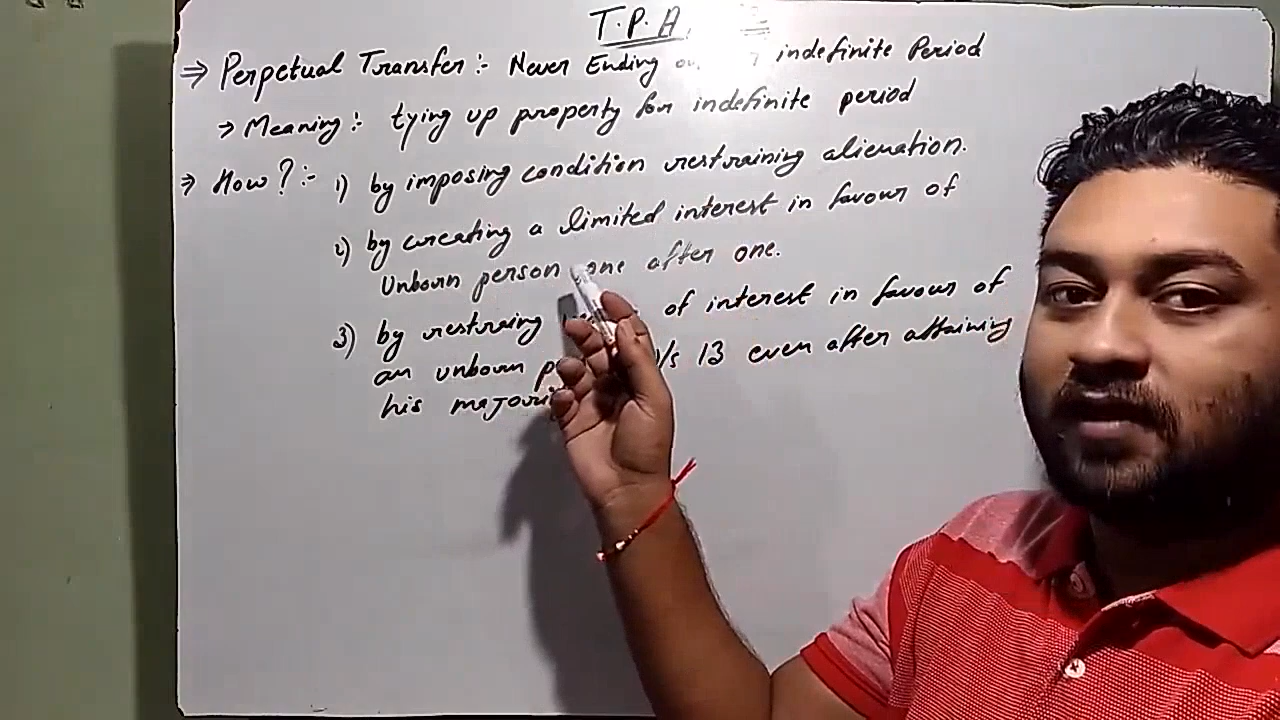 T.P.A.
⇒ Perpetual Transfer:- Never Ending indefinite Period
→ Meaning:- tying up property for indefinite period
⇒ How?:- 1) by imposing condition restraining alienation.
2) by creating a limited interest in favour of
Unborn person one after one.
3) by restraing of interest in favour of
an unborn u/s 13 even after attaining
his